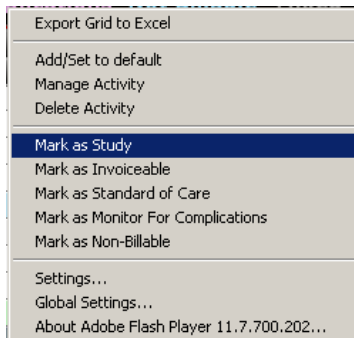 Export Grid to Excel
Add/Set to default
Manage Activity
Delete Activity
Mark as Study
Mark as Invoiceable
Mark as Standard of Care
Mark as Monitor For Complications
Mark as Non-Billable
Settings...
Global Settings...
About Adobe Flash Player 11.7.700.202...